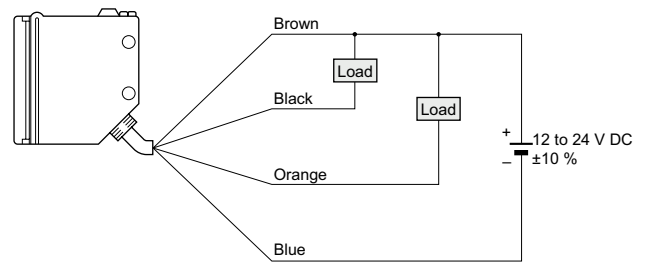 Brown
Load
Black
Load
+
12 to 24 V DC
–
±10 %
Orange
Blue